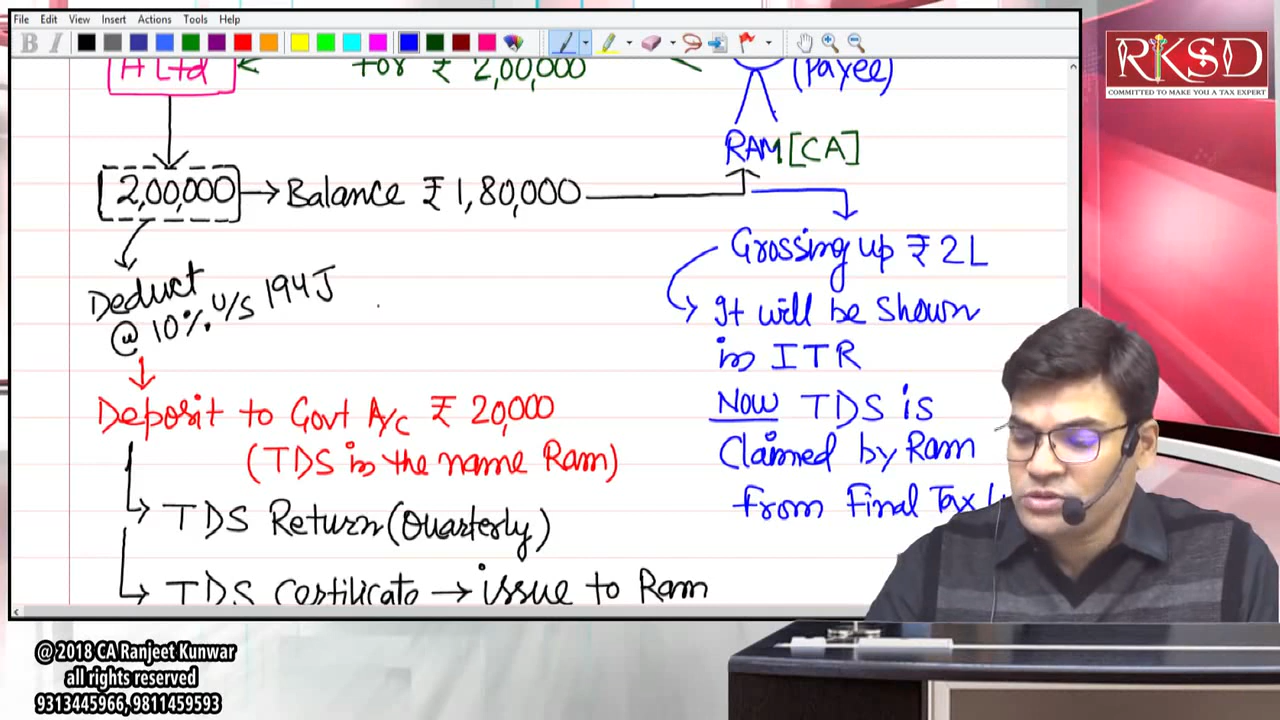 File Edit View Insert Actions Tools Help
B I
RKSD
COMMITTED TO MAKE YOU A TAX EXPERT
A Ltd
for ₹ 2,00,000
(Payee)
RAM [CA]
2,00,000 → Balance ₹ 1,80,000
Grossing up ₹ 2L
Deduct
@ 10% u/s 194J
It will be shown
in ITR
Deposit to Govt A/c ₹ 20,000
(TDS in the name Ram)
Now TDS is
Claimed by Ram
from Final Tax
TDS Return (Quarterly)
TDS Certificate → issue to Ram
@ 2018 CA Ranjeet Kunwar
all rights reserved
9313445966, 9811459593